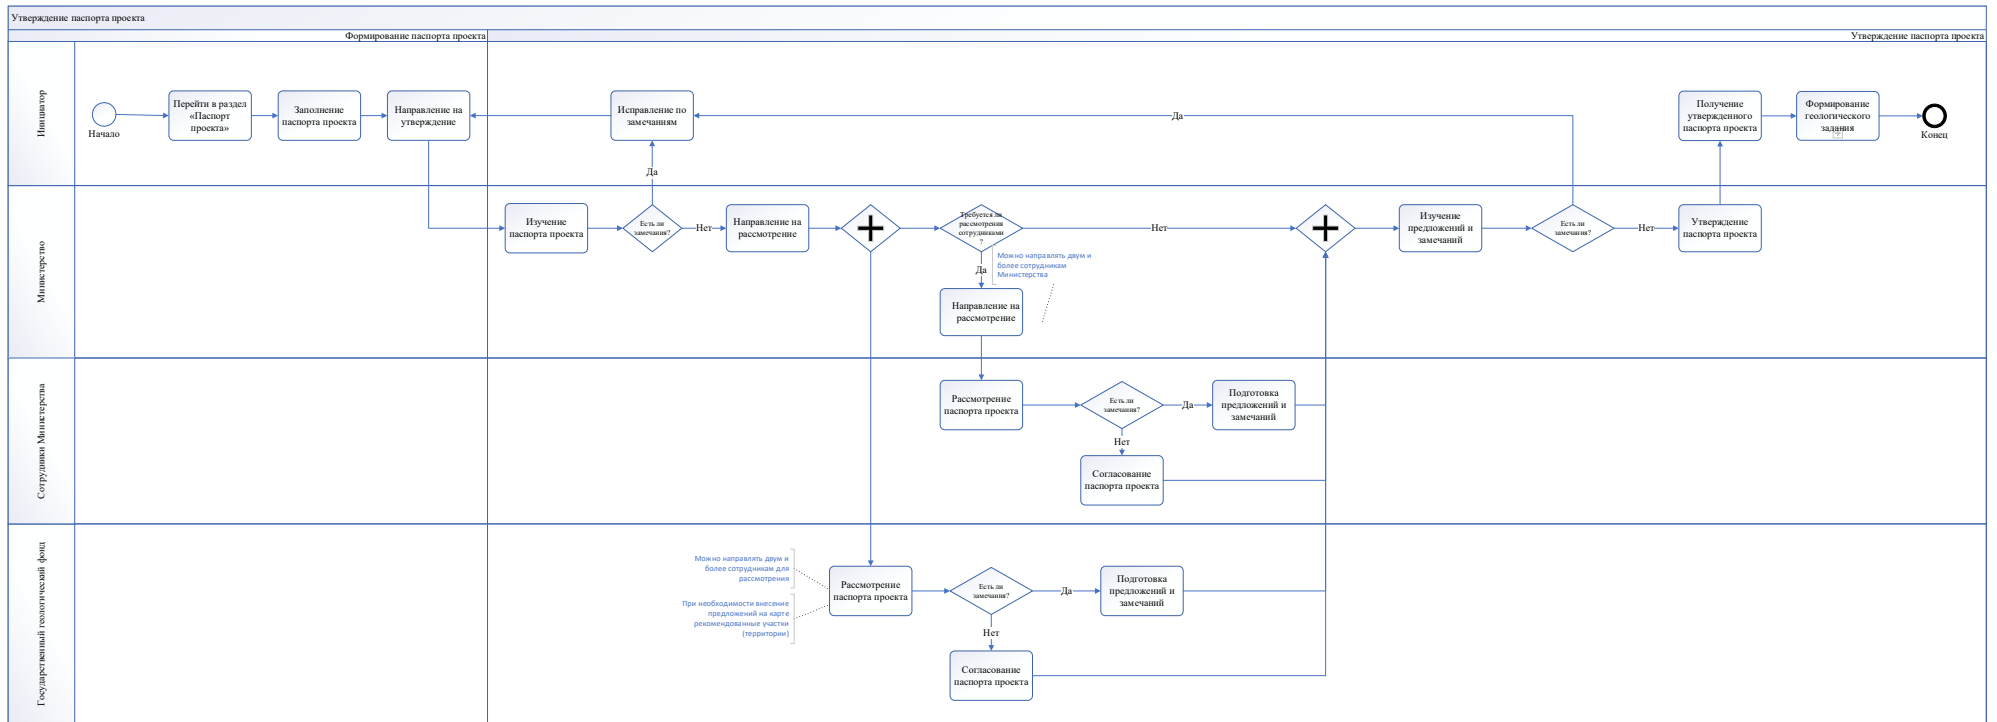 Утверждение паспорта проекта
Формирование паспорта проекта
Утверждение паспорта проекта
Инициатор
Начало
Перейти в раздел
«Паспорт
проекта»
Заполнение
паспорта проекта
Направление на
утверждение
Исправление по
замечаниям
Да
Получение
утвержденного
паспорта проекта
Формирование
геологического
задания
Конец
Да
Министерство
Изучение
паспорта проекта
Есть ли
замечания?
Нет
Направление на
рассмотрение
Требуется ли
рассмотрения
сотрудниками
?
Нет
Изучение
предложений и
замечаний
Есть ли
замечания?
Нет
Утверждение
паспорта проекта
Да
Можно направлять двум и
более сотрудникам
Министерства
Направление на
рассмотрение
Сотрудники Министерства
Рассмотрение
паспорта проекта
Есть ли
замечания?
Да
Подготовка
предложений и
замечаний
Нет
Согласование
паспорта проекта
Государственный геологический фонд
Можно направлять двум и
более сотрудникам для
рассмотрения
При необходимости внесение
предложений на карте
рекомендованные участки
(территории)
Рассмотрение
паспорта проекта
Есть ли
замечания?
Да
Подготовка
предложений и
замечаний
Нет
Согласование
паспорта проекта